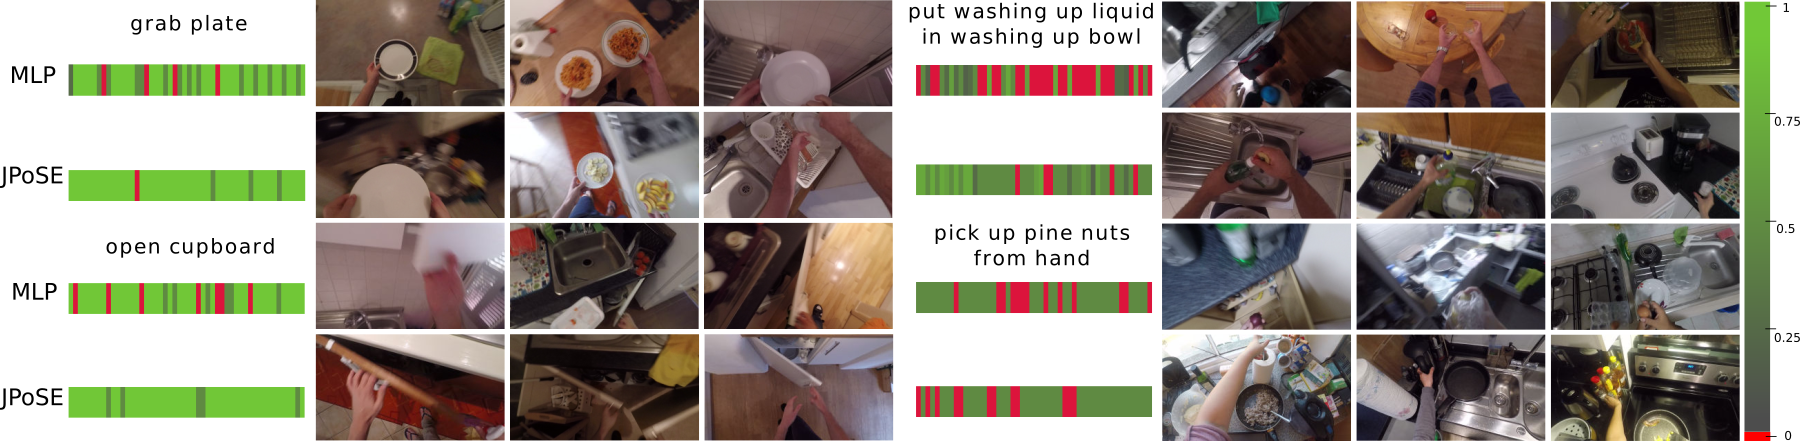 grab plate
MLP
JPoSE
open cupboard
MLP
JPoSE
put washing up liquid
in washing up bowl
pick up pine nuts
from hand
1
0.75
0.5
0.25
0